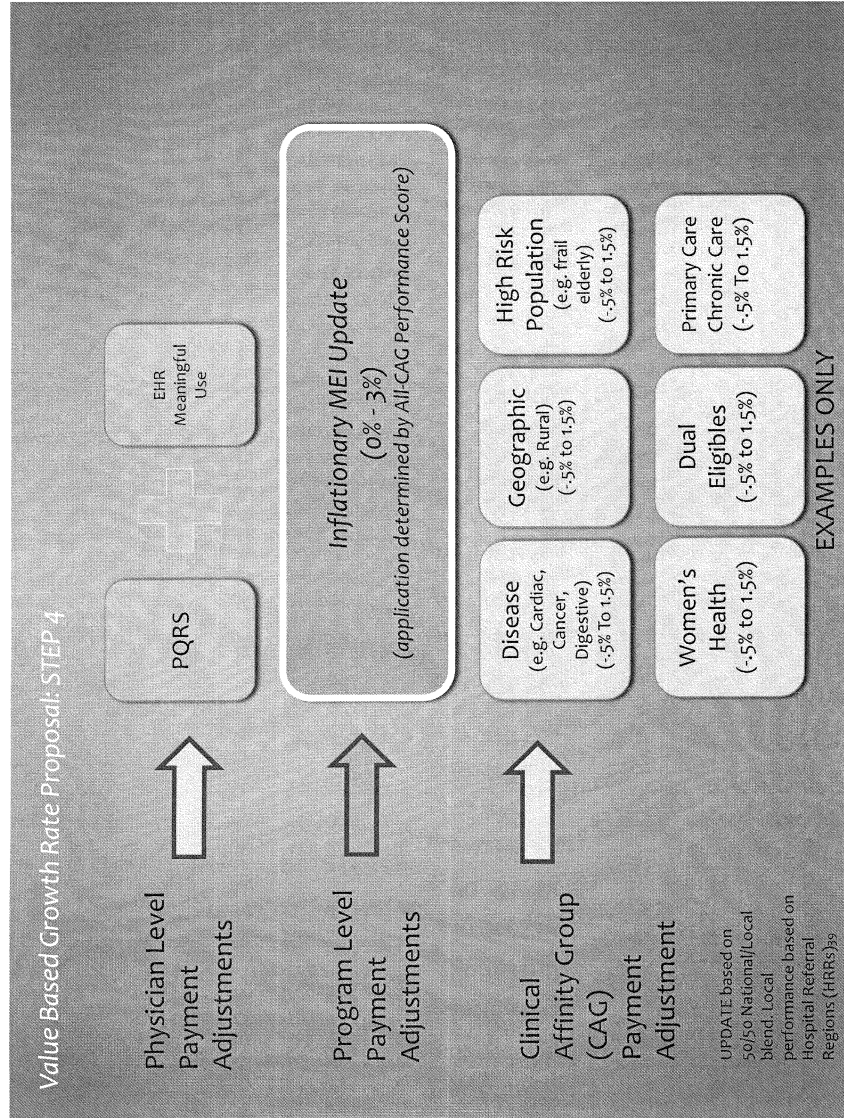 Value Based Growth Rate Proposal: STEP 4
Physician Level
Payment
Adjustments
PQRS
EHR
Meaningful
Use
Program Level
Payment
Adjustments
Inflationary MEI Update
(0% - 3%)
(application determined by All-CAG Performance Score)
Clinical
Affinity Group
(CAG)
Payment
Adjustment
Disease
(e.g. Cardiac,
Cancer,
Digestive)
(-.5% To 1.5%)
Geographic
(e.g. Rural)
(-.5% to 1.5%)
High Risk
Population
(e.g. frail
elderly)
(-.5% to 1.5%)
Women's
Health
(-.5% to 1.5%)
Dual
Eligibles
(-.5% to 1.5%)
Primary Care
Chronic Care
(-.5% To 1.5%)
UPDATE based on
50/50 National/Local
blend. Local
performance based on
Hospital Referral
Regions (HRRs)39
EXAMPLES ONLY